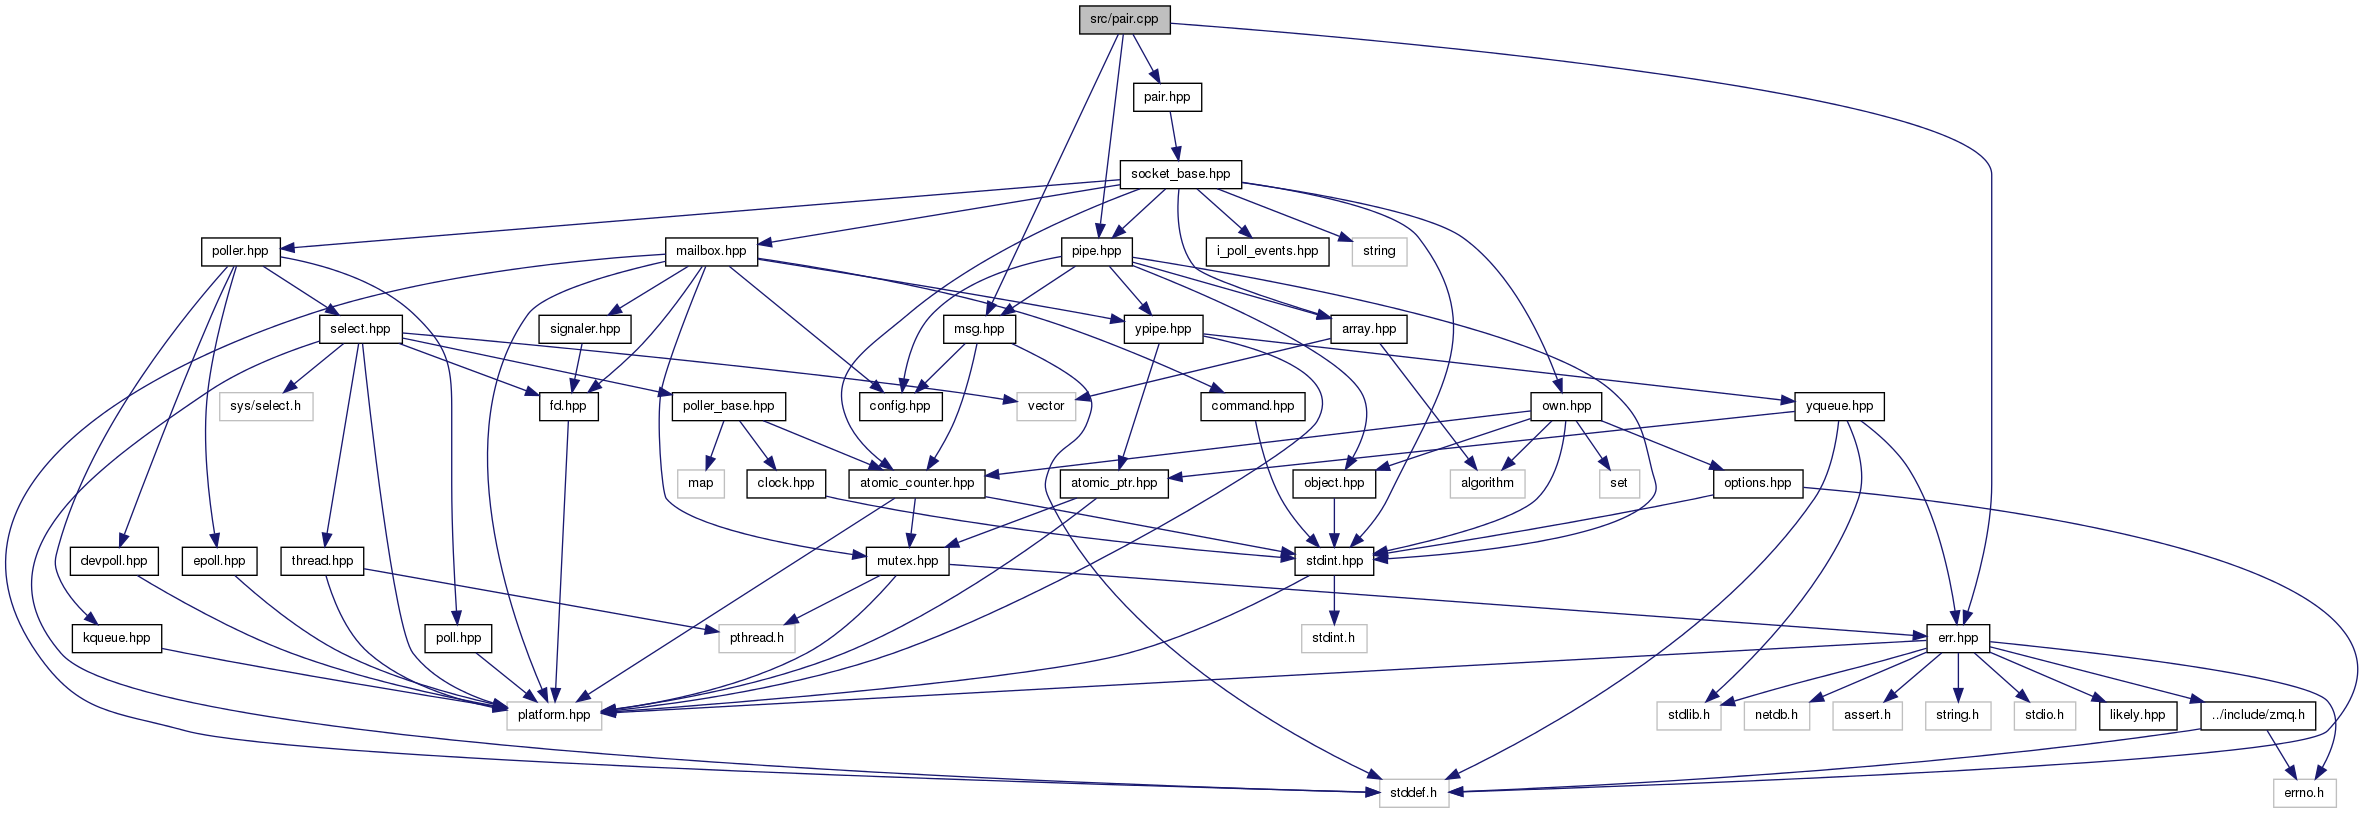 src/pair.cpp
pair.hpp
socket_base.hpp
poller.hpp
mailbox.hpp
pipe.hpp
i_poll_events.hpp
string
select.hpp
signaler.hpp
msg.hpp
ypipe.hpp
array.hpp
sys/select.h
fd.hpp
poller_base.hpp
config.hpp
vector
command.hpp
own.hpp
yqueue.hpp
map
clock.hpp
atomic_counter.hpp
atomic_ptr.hpp
object.hpp
algorithm
set
options.hpp
devpoll.hpp
epoll.hpp
thread.hpp
mutex.hpp
stdint.hpp
kqueue.hpp
poll.hpp
pthread.h
stdint.h
err.hpp
platform.hpp
stdlib.h
netdb.h
assert.h
string.h
stdio.h
likely.hpp
../include/zmq.h
stddef.h
errno.h